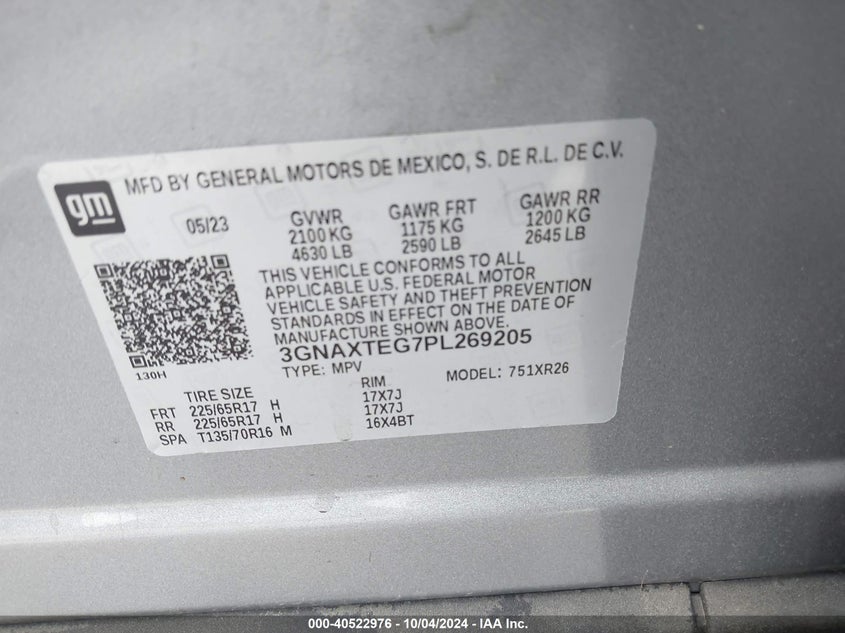 gm
MFD BY GENERAL MOTORS DE MEXICO, S. DE R.L. DE C.V.
05/23 GVWR GAWR FRT GAWR RR
2100 KG 1175 KG 1200 KG
4630 LB 2590 LB 2645 LB
THIS VEHICLE CONFORMS TO ALL
APPLICABLE U.S. FEDERAL MOTOR
VEHICLE SAFETY AND THEFT PREVENTION
STANDARDS IN EFFECT ON THE DATE OF
MANUFACTURE SHOWN ABOVE.
3GNAXTEG7PL269205
130H
TYPE: MPV MODEL: 751XR26
TIRE SIZE RIM
FRT 225/65R17 H 17X7J
RR 225/65R17 H 17X7J
SPA T135/70R16 M 16X4BT
000-40522976 - 10/04/2024 - IAA Inc.